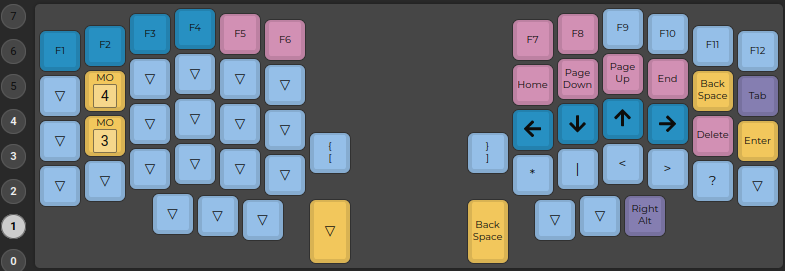 7
6
5
4
3
2
1
0
F1
F2
F3
F4
F5
F6
▽
MO
4
▽
▽
▽
▽
▽
MO
3
▽
▽
▽
▽
▽
▽
▽
▽
▽
▽
{
[
▽
▽
▽
▽
F7
F8
F9
F10
F11
F12
Home
Page
Down
Page
Up
End
Back
Space
Tab
←
↓
↑
→
Delete
Enter
}
]
*
|
<
>
?
▽
Back
Space
▽
▽
Right
Alt